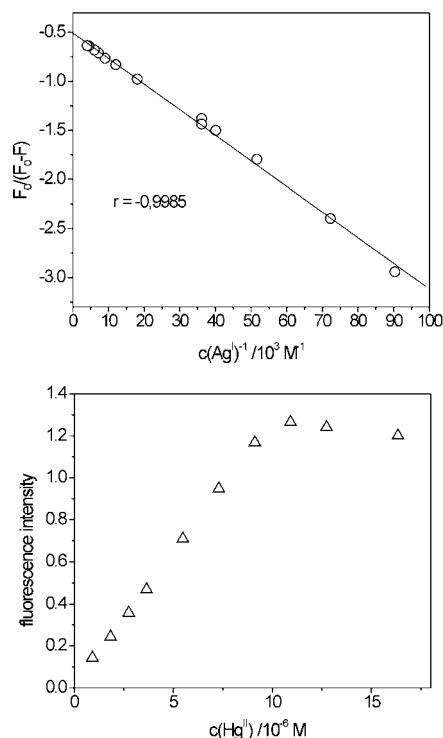 -0.5
-1.0
-1.5
-2.0
-2.5
-3.0
F₀/(F₀-F)
r = -0,9985
0 10 20 30 40 50 60 70 80 90 100
c(Agᴵ)⁻¹ /10³ M⁻¹
1.4
1.2
1.0
0.8
0.6
0.4
0.2
0.0
fluorescence intensity
0 5 10 15
c(Hgᴵᴵ) /10⁻⁶ M